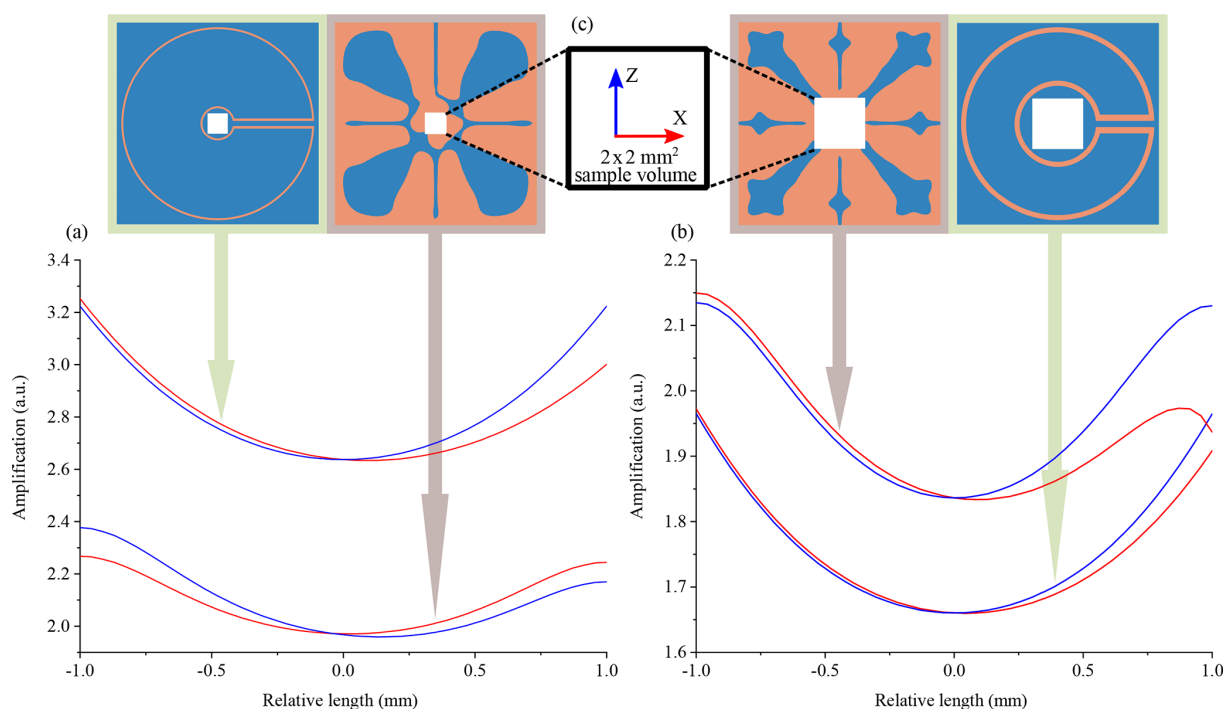 (c)
Z
X
2 x 2 mm²
sample volume
(a)
3.4
3.2
3.0
2.8
2.6
2.4
2.2
2.0
Amplification (a.u.)
-1.0 -0.5 0.0 0.5 1.0
Relative length (mm)
(b)
2.2
2.1
2.0
1.9
1.8
1.7
1.6
Amplification (a.u.)
-1.0 -0.5 0.0 0.5 1.0
Relative length (mm)